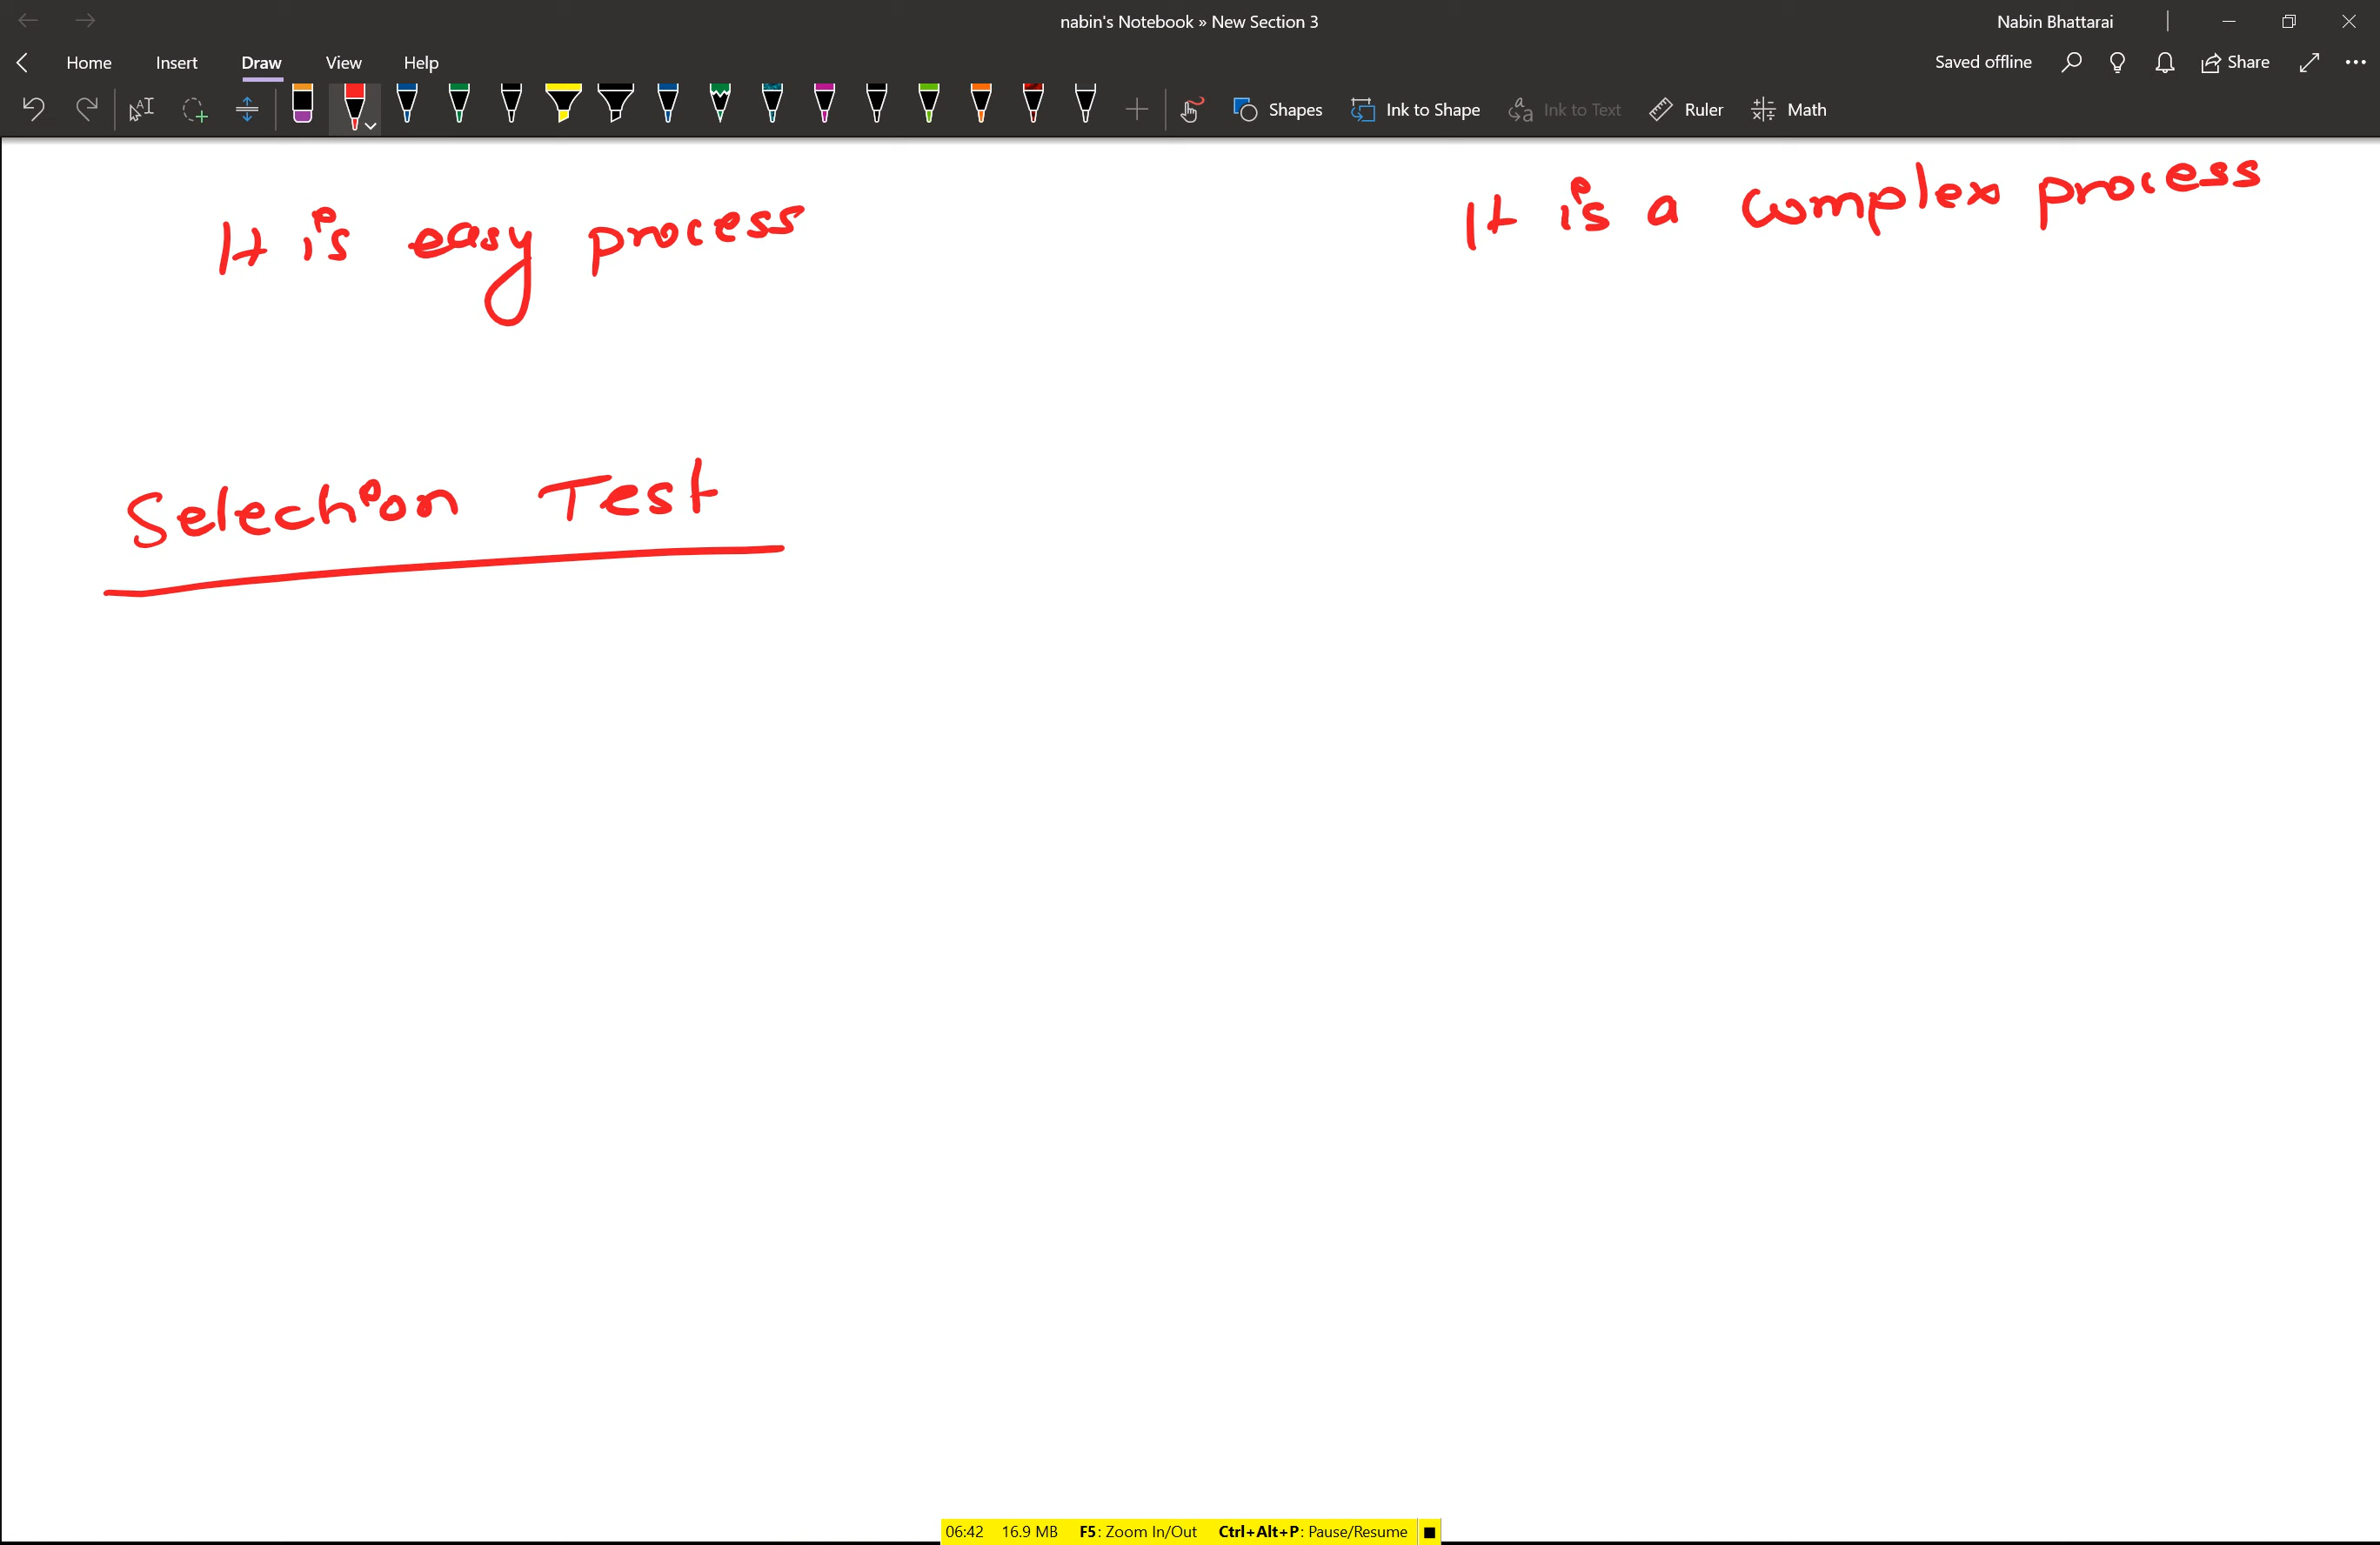 nabin's Notebook » New Section 3
Nabin Bhattarai
Home Insert Draw View Help
Saved offline
Share
Shapes
Ink to Shape
Ink to Text
Ruler
Math
It is easy process
It is a complex process
Selection Test
06:42 16.9 MB F5: Zoom In/Out Ctrl+Alt+P: Pause/Resume